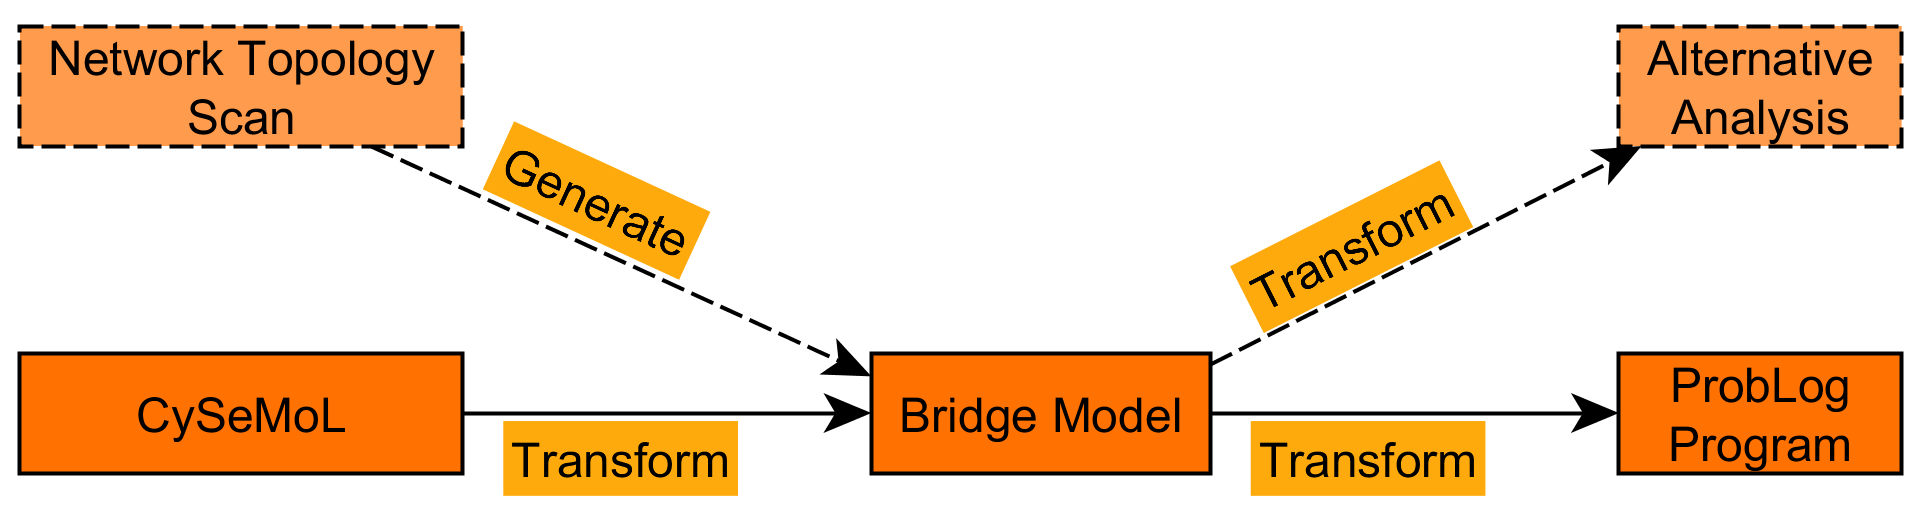 Network Topology
Scan
Alternative
Analysis
Generate
Transform
CySeMoL
Transform
Bridge Model
Transform
ProbLog
Program